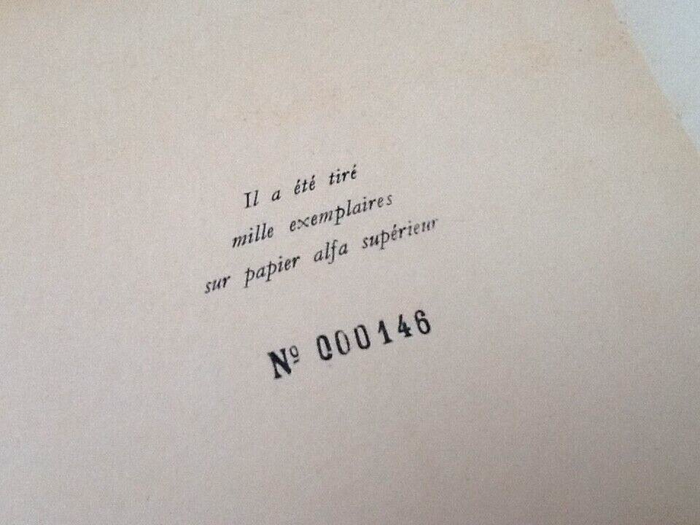 Il a été tiré
mille exemplaires
sur papier alfa supérieur
Nº 000146